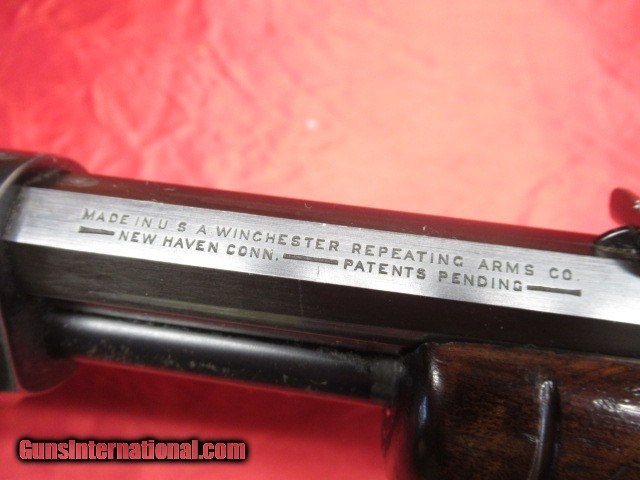 MADE IN U S A WINCHESTER REPEATING ARMS CO.
NEW HAVEN CONN. PATENTS PENDING
GunsInternational.com